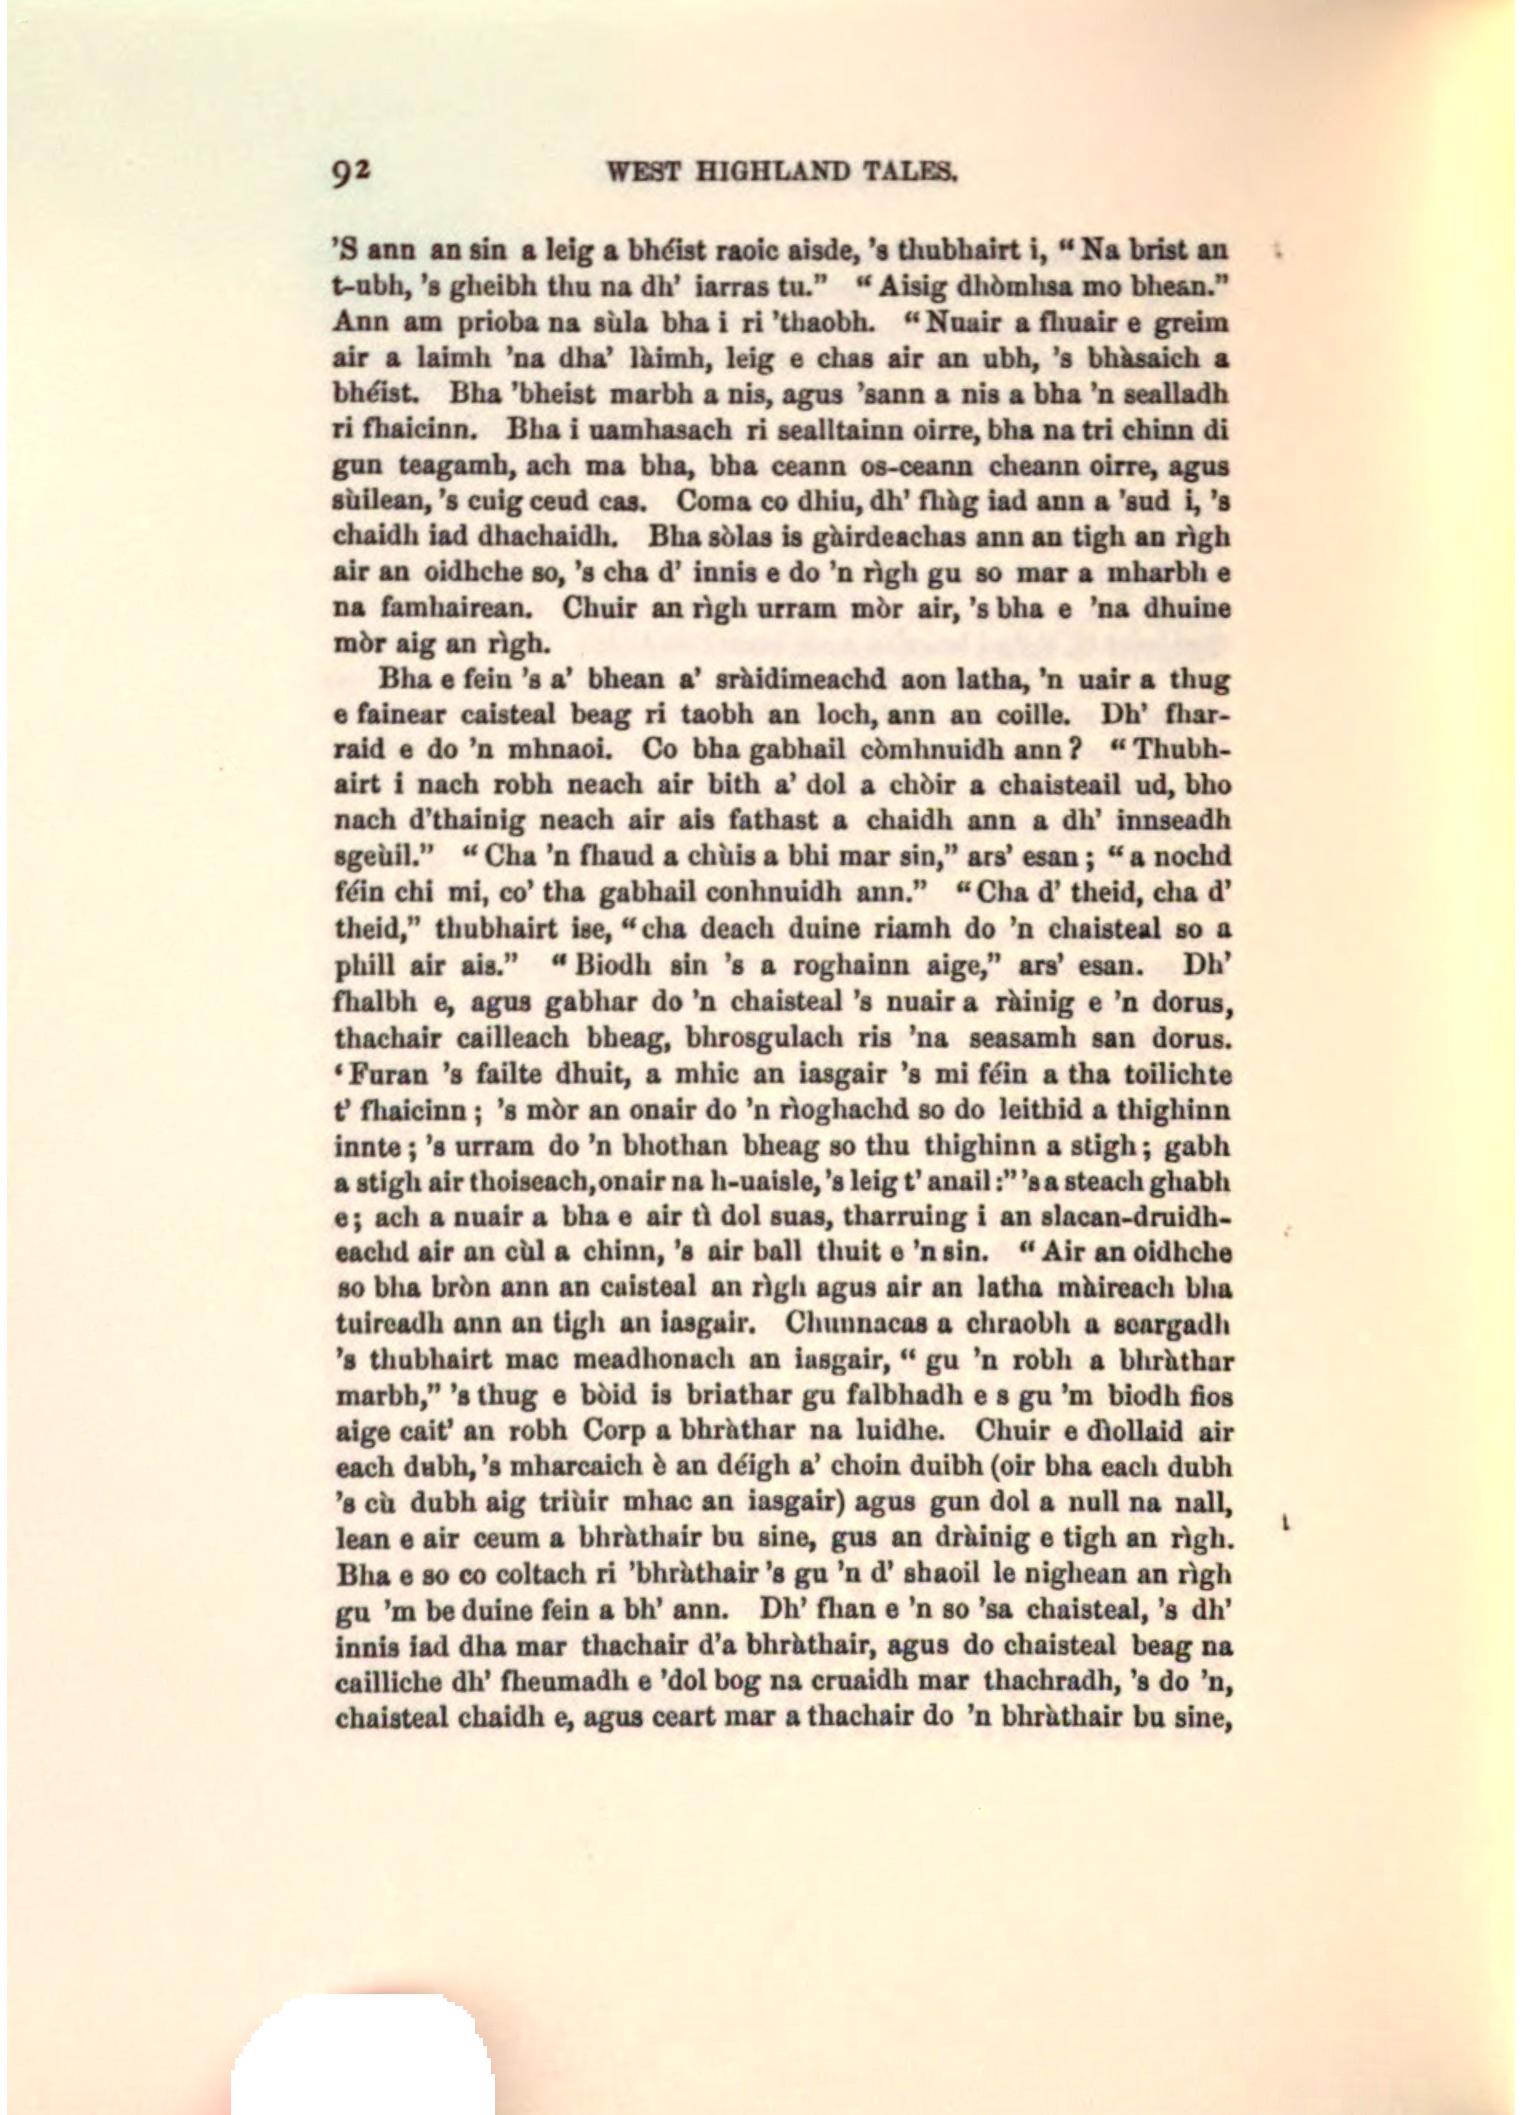 92 WEST HIGHLAND TALES.
'S ann an sin a leig a bhéist raoic aisde, 's thubhairt i, “ Na brist an
t-ubh, 's gheibh thu na dh' iarras tu.” “ Aisig dhòmhsa mo bhean.”
Ann am prioba na sùla bha i ri 'thaobh. “ Nuair a fhuair e greim
air a laimh 'na dha' làimh, leig e chas air an ubh, 's bhàsaich a
bhéist. Bha 'bheist marbh a nis, agus 'sann a nis a bha 'n sealladh
ri fhaicinn. Bha i uamhasach ri sealltainn oirre, bha na tri chinn di
gun teagamh, ach ma bha, bha ceann os-ceann cheann oirre, agus
sùilean, 's cuig ceud cas. Coma co dhiu, dh' fhàg iad ann a 'sud i, 's
chaidh iad dhachaidh. Bha sòlas is gàirdeachas ann an tigh an rìgh
air an oidhche so, 's cha d' innis e do 'n rìgh gu so mar a mharbh e
na famhairean. Chuir an rìgh urram mòr air, 's bha e 'na dhuine
mòr aig an rìgh.
Bha e fein 's a' bhean a' sràidimeachd aon latha, 'n uair a thug
e fainear caisteal beag ri taobh an loch, ann an coille. Dh' fhar-
raid e do 'n mhnaoi. Co bha gabhail còmhnuidh ann ? “ Thubh-
airt i nach robh neach air bith a' dol a chòir a chaisteail ud, bho
nach d'thainig neach air ais fathast a chaidh ann a dh' innseadh
sgeùil.” “ Cha 'n fhaud a chùis a bhi mar sin,” ars' esan ; “ a nochd
féin chi mi, co' tha gabhail conhnuidh ann.” “ Cha d' theid, cha d'
theid,” thubhairt ise, “ cha deach duine riamh do 'n chaisteal so a
phill air ais.” “ Biodh sin 's a roghainn aige,” ars' esan. Dh'
fhalbh e, agus gabhar do 'n chaisteal 's nuair a ràinig e 'n dorus,
thachair cailleach bheag, bhrosgulach ris 'na seasamh san dorus.
‘ Furan 's failte dhuit, a mhic an iasgair 's mi féin a tha toilichte
t' fhaicinn ; 's mòr an onair do 'n rìoghachd so do leithid a thighinn
innte ; 's urram do 'n bhothan bheag so thu thighinn a stigh ; gabh
a stigh air thoiseach, onair na h-uaisle, 's leig t' anail :” 's a steach ghabh
e ; ach a nuair a bha e air tì dol suas, tharruing i an slacan-druidh-
eachd air an cùl a chinn, 's air ball thuit e 'n sin. “ Air an oidhche
so bha bròn ann an caisteal an rìgh agus air an latha màireach bha
tuireadh ann an tigh an iasgair. Chunnacas a chraobh a seargadh
's thubhairt mac meadhonach an iasgair, “ gu 'n robh a bhràthar
marbh,” 's thug e bòid is briathar gu falbhadh e s gu 'm biodh fios
aige cait' an robh Corp a bhràthar na luidhe. Chuir e dìollaid air
each dubh, 's mharcaich è an déigh a' choin duibh (oir bha each dubh
's cù dubh aig triùir mhac an iasgair) agus gun dol a null na nall,
lean e air ceum a bhràthair bu sine, gus an dràinig e tigh an rìgh.
Bha e so co coltach ri 'bhràthair 's gu 'n d' shaoil le nighean an rìgh
gu 'm be duine fein a bh' ann. Dh' fhan e 'n so 'sa chaisteal, 's dh'
innis iad dha mar thachair d'a bhràthair, agus do chaisteal beag na
cailliche dh' fheumadh e 'dol bog na cruaidh mar thachradh, 's do 'n,
chaisteal chaidh e, agus ceart mar a thachair do 'n bhràthair bu sine,